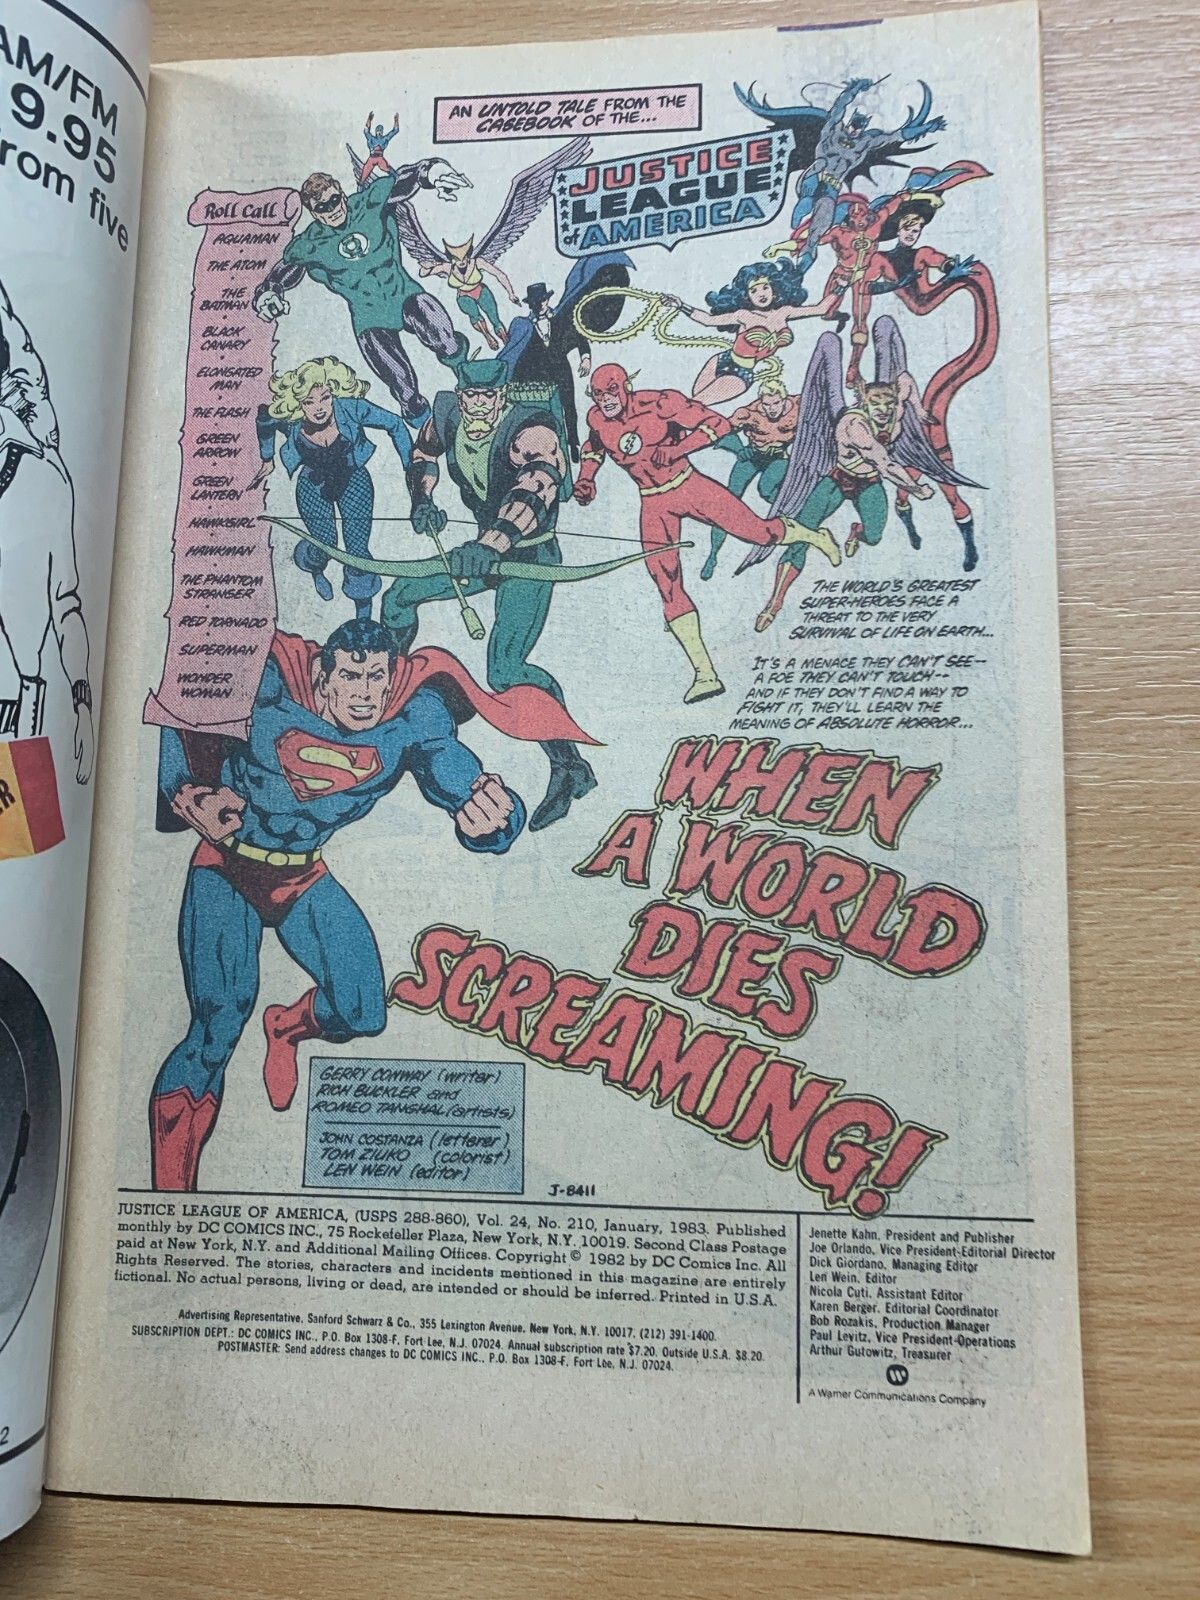 AM/FM
9.95
rom five
R
2
AN UNTOLD TALE FROM THE
CASEBOOK OF THE...
JUSTICE
LEAGUE
of AMERICA
Roll Call
AQUAMAN
THE ATOM
THE
BATMAN
BLACK
CANARY
ELONGATED
MAN
THE FLASH
GREEN
ARROW
GREEN
LANTERN
HAWKGIRL
HAWKMAN
THE PHANTOM
STRANGER
RED TORNADO
SUPERMAN
WONDER
WOMAN
THE WORLD'S GREATEST
SUPER-HEROES FACE A
THREAT TO THE VERY
SURVIVAL OF LIFE ON EARTH...
IT'S A MENACE THEY CAN'T SEE--
A FOE THEY CAN'T TOUCH--
AND IF THEY DON'T FIND A WAY TO
FIGHT IT, THEY'LL LEARN THE
MEANING OF ABSOLUTE HORROR...
WHEN
A WORLD
DIES
SCREAMING!
S
GERRY CONWAY (writer)
RICH BUCKLER and
ROMEO TANGHAL (artists)
JOHN COSTANZA (letterer)
TOM ZIUKO (colorist)
LEN WEIN (editor)
J-8411
JUSTICE LEAGUE OF AMERICA, (USPS 288-860), Vol. 24, No. 210, January, 1983. Published
monthly by DC COMICS INC., 75 Rockefeller Plaza, New York, N.Y. 10019. Second Class Postage
paid at New York, N.Y. and Additional Mailing Offices. Copyright © 1982 by DC Comics Inc. All
Rights Reserved. The stories, characters and incidents mentioned in this magazine are entirely
fictional. No actual persons, living or dead, are intended or should be inferred. Printed in U.S.A.
Advertising Representative, Sanford Schwarz & Co., 355 Lexington Avenue, New York, N.Y. 10017, (212) 391-1400.
SUBSCRIPTION DEPT.: DC COMICS INC., P.O. Box 1308-F, Fort Lee, N.J. 07024. Annual subscription rate $7.20. Outside U.S.A. $8.20.
POSTMASTER: Send address changes to DC COMICS INC., P.O. Box 1308-F, Fort Lee, N.J. 07024.
Jenette Kahn, President and Publisher
Joe Orlando, Vice President-Editorial Director
Dick Giordano, Managing Editor
Len Wein, Editor
Nicola Cuti, Assistant Editor
Karen Berger, Editorial Coordinator
Bob Rozakis, Production Manager
Paul Levitz, Vice President-Operations
Arthur Gutowitz, Treasurer
A Warner Communications Company